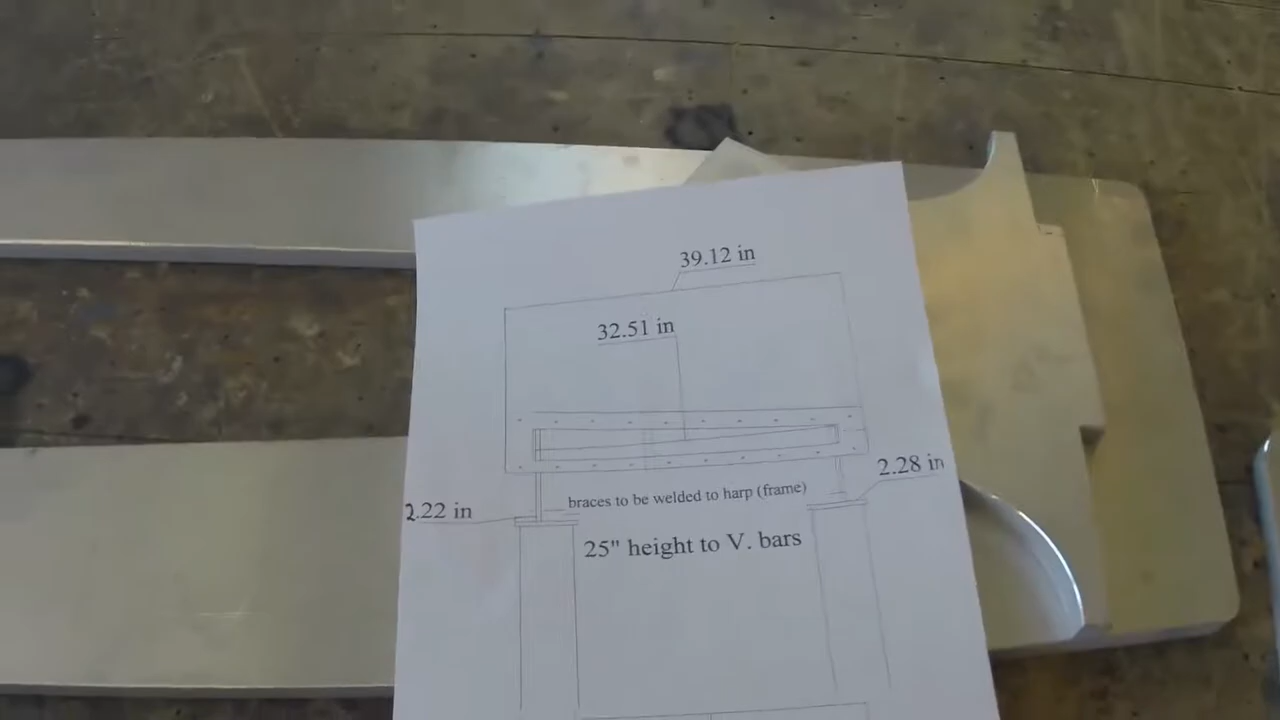 39.12 in
32.51 in
2.28 in
braces to be welded to harp (frame)
2.22 in
25" height to V. bars